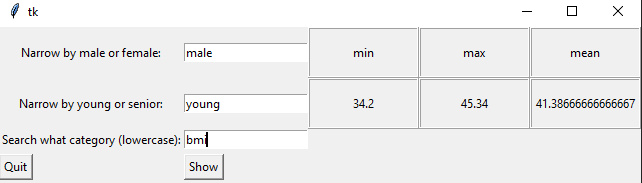 tk
Narrow by male or female: male min max mean
Narrow by young or senior: young 34.2 45.34 41.38666666666667
Search what category (lowercase): bmi
Quit Show